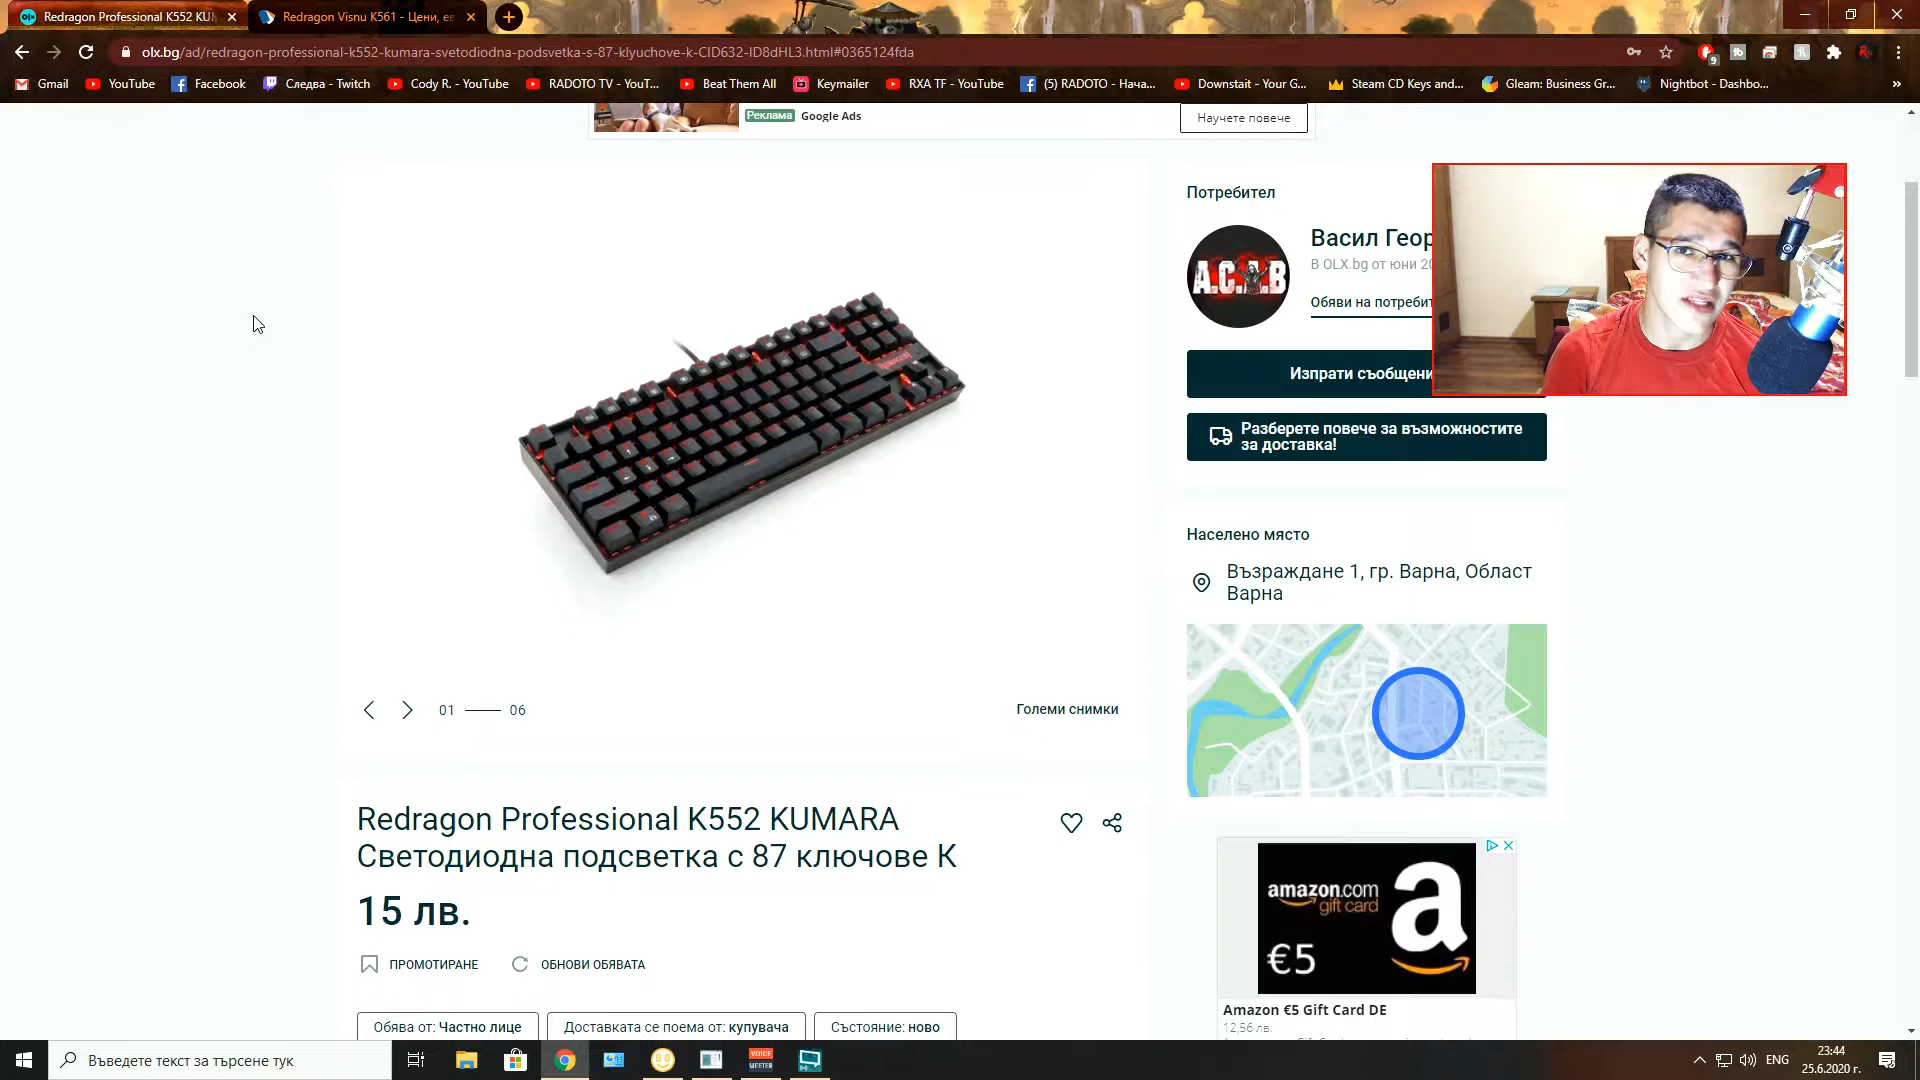 Redragon Professional K552 KUM
Redragon Visnu K561 - Цени, ев
olx.bg/ad/redragon-professional-k552-kumara-svetodiodna-podsvetka-s-87-klyuchove-k-CID632-ID8dHL3.html#0365124fda
9
Gmail
YouTube
Facebook
Следва - Twitch
Cody R. - YouTube
RADOTO TV - YouT...
Beat Them All
Keymailer
RXA TF - YouTube
(5) RADOTO - Нача...
Downstait - Your G...
Steam CD Keys and...
Gleam: Business Gr...
Nightbot - Dashbo...
Реклама Google Ads
Научете повече
Потребител
A.C.I.B
Васил Геор
В OLX.bg от юни 20
Обяви на потребит
Изпрати съобщени
Разберете повече за възможностите
за доставка!
Населено място
Възраждане 1, гр. Варна, Област
Варна
01
06
Големи снимки
Redragon Professional K552 KUMARA
Светодиодна подсветка с 87 ключове К
15 лв.
ПРОМОТИРАНЕ
ОБНОВИ ОБЯВАТА
Обява от: Частно лице
Доставката се поема от: купувача
Състояние: ново
amazon.com
gift card
a
€5
Amazon €5 Gift Card DE
12,56 лв.
Въведете текст за търсене тук
VOICE
MEETER
ENG
23:44
25.6.2020 г.